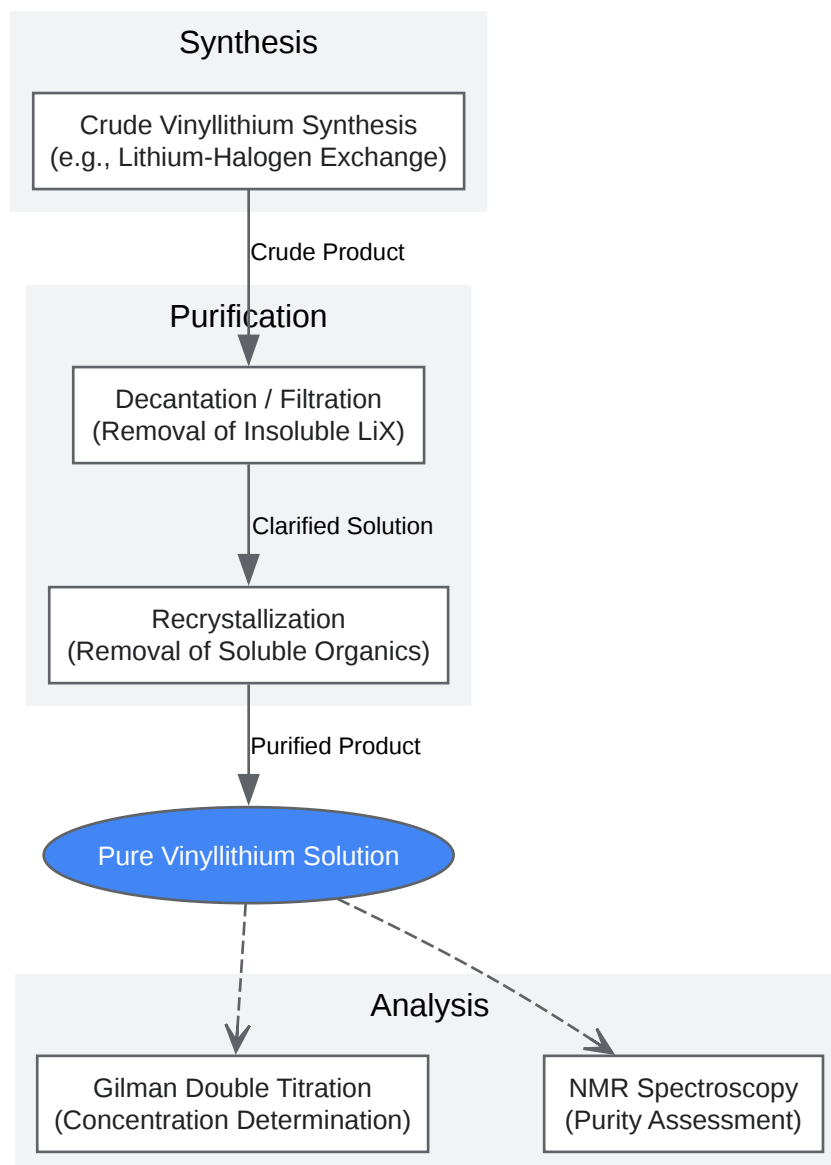 Synthesis
Crude Vinyllithium Synthesis
(e.g., Lithium-Halogen Exchange)
Crude Product
Purification
Decantation / Filtration
(Removal of Insoluble LiX)
Clarified Solution
Recrystallization
(Removal of Soluble Organics)
Purified Product
Pure Vinyllithium Solution
Analysis
Gilman Double Titration
(Concentration Determination)
NMR Spectroscopy
(Purity Assessment)